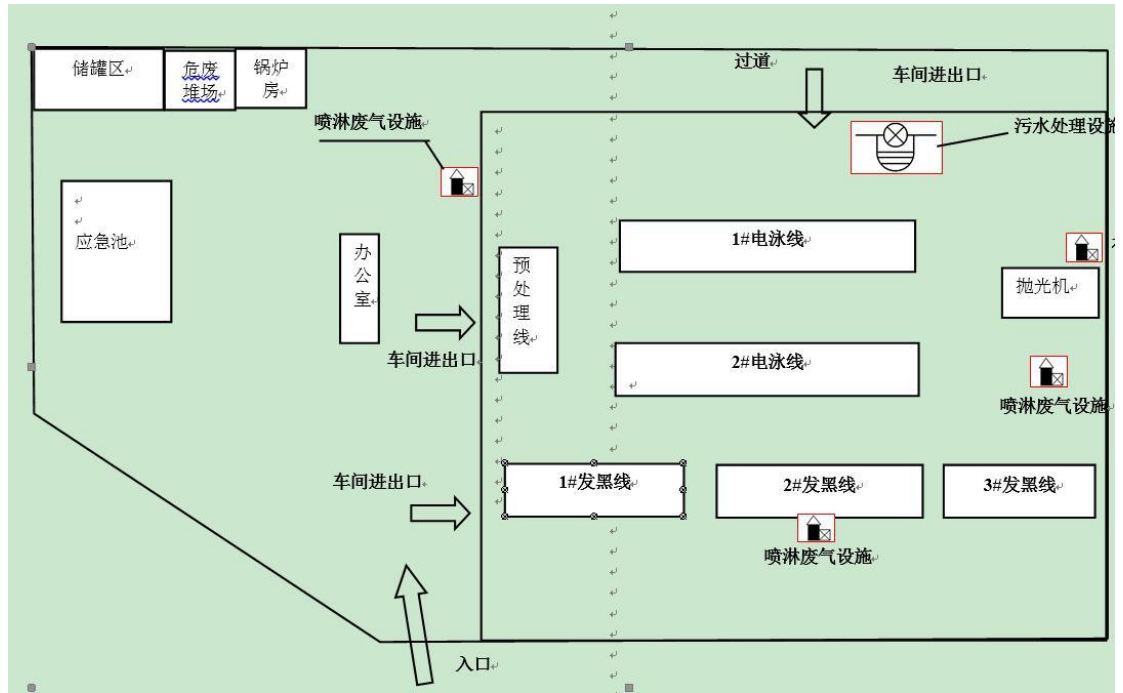 储罐区
危废
堆场
锅炉
房
过道
车间进出口
喷淋废气设施
污水处理设
应急池
办
公
室
预
处
理
线
1#电泳线
抛光机
车间进出口
2#电泳线
喷淋废气设施
车间进出口
1#发黑线
2#发黑线
3#发黑线
喷淋废气设施
入口